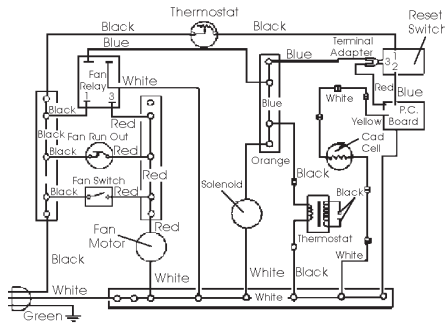 Thermostat
Reset
Switch
Black
Black
Blue
Terminal
Adapter
Blue
3
1
2
Fan
Relay
1
3
White
Red
Blue
P.C.
Board
White
Yellow
Blue
Black
Black
Red
Fan Run Out
Black
Red
Cad
Cell
Orange
Fan Switch
Black
Red
Red
Black
Solenoid
Black
Thermostat
Fan
Motor
Red
Black
White
White
White
Black
White
White
Green